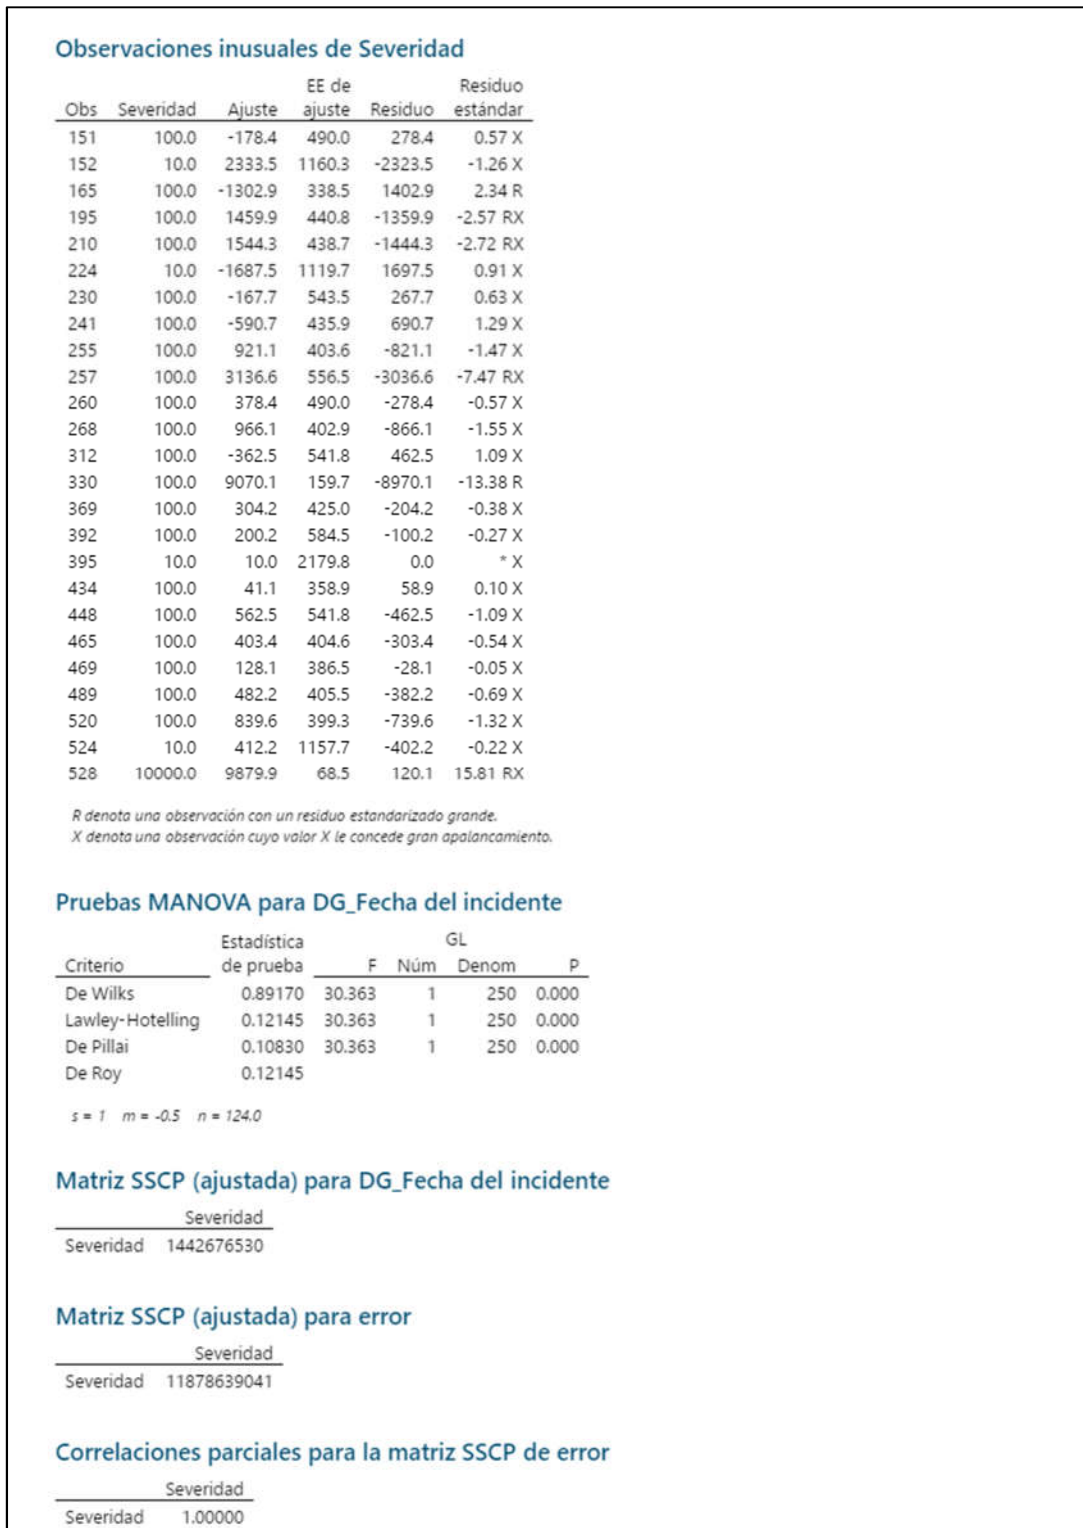 Observaciones inusuales de Severidad
EE de Residuo
Obs Severidad Ajuste ajuste Residuo estándar
151 100.0 -178.4 490.0 278.4 0.57 X
152 10.0 2333.5 1160.3 -2323.5 -1.26 X
165 100.0 -1302.9 338.5 1402.9 2.34 R
195 100.0 1459.9 440.8 -1359.9 -2.57 RX
210 100.0 1544.3 438.7 -1444.3 -2.72 RX
224 10.0 -1687.5 1119.7 1697.5 0.91 X
230 100.0 -167.7 543.5 267.7 0.63 X
241 100.0 -590.7 435.9 690.7 1.29 X
255 100.0 921.1 403.6 -821.1 -1.47 X
257 100.0 3136.6 556.5 -3036.6 -7.47 RX
260 100.0 378.4 490.0 -278.4 -0.57 X
268 100.0 966.1 402.9 -866.1 -1.55 X
312 100.0 -362.5 541.8 462.5 1.09 X
330 100.0 9070.1 159.7 -8970.1 -13.38 R
369 100.0 304.2 425.0 -204.2 -0.38 X
392 100.0 200.2 584.5 -100.2 -0.27 X
395 10.0 10.0 2179.8 0.0 * X
434 100.0 41.1 358.9 58.9 0.10 X
448 100.0 562.5 541.8 -462.5 -1.09 X
465 100.0 403.4 404.6 -303.4 -0.54 X
469 100.0 128.1 386.5 -28.1 -0.05 X
489 100.0 482.2 405.5 -382.2 -0.69 X
520 100.0 839.6 399.3 -739.6 -1.32 X
524 10.0 412.2 1157.7 -402.2 -0.22 X
528 10000.0 9879.9 68.5 120.1 15.81 RX
R denota una observación con un residuo estandarizado grande.
X denota una observación cuyo valor X le concede gran apalancamiento.
Pruebas MANOVA para DG_Fecha del incidente
Estadística GL
Criterio de prueba F Núm Denom P
De Wilks 0.89170 30.363 1 250 0.000
Lawley-Hotelling 0.12145 30.363 1 250 0.000
De Pillai 0.10830 30.363 1 250 0.000
De Roy 0.12145
s = 1 m = -0.5 n = 124.0
Matriz SSCP (ajustada) para DG_Fecha del incidente
Severidad
Severidad 1442676530
Matriz SSCP (ajustada) para error
Severidad
Severidad 11878639041
Correlaciones parciales para la matriz SSCP de error
Severidad
Severidad 1.00000